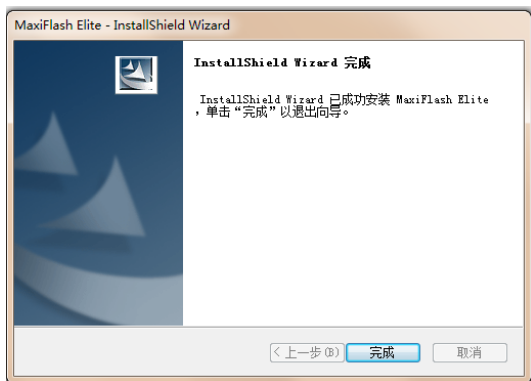 MaxiFlash Elite - InstallShield Wizard
InstallShield Wizard 完成
InstallShield Wizard 已成功安装 MaxiFlash Elite
，单击“完成”以退出向导。
< 上一步(B) 完成 取消